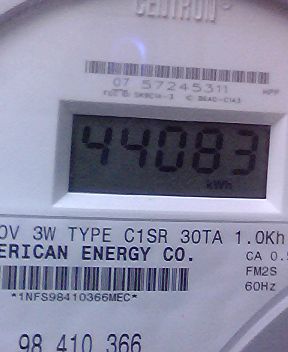 CENTRON®
07 57245311
44083
kWh
0V 3W TYPE C1SR 30TA 1.0Kh
ERICAN ENERGY CO.
CA 0.5
*1NFS98410366MEC*
FM2S
60Hz
98 410 366